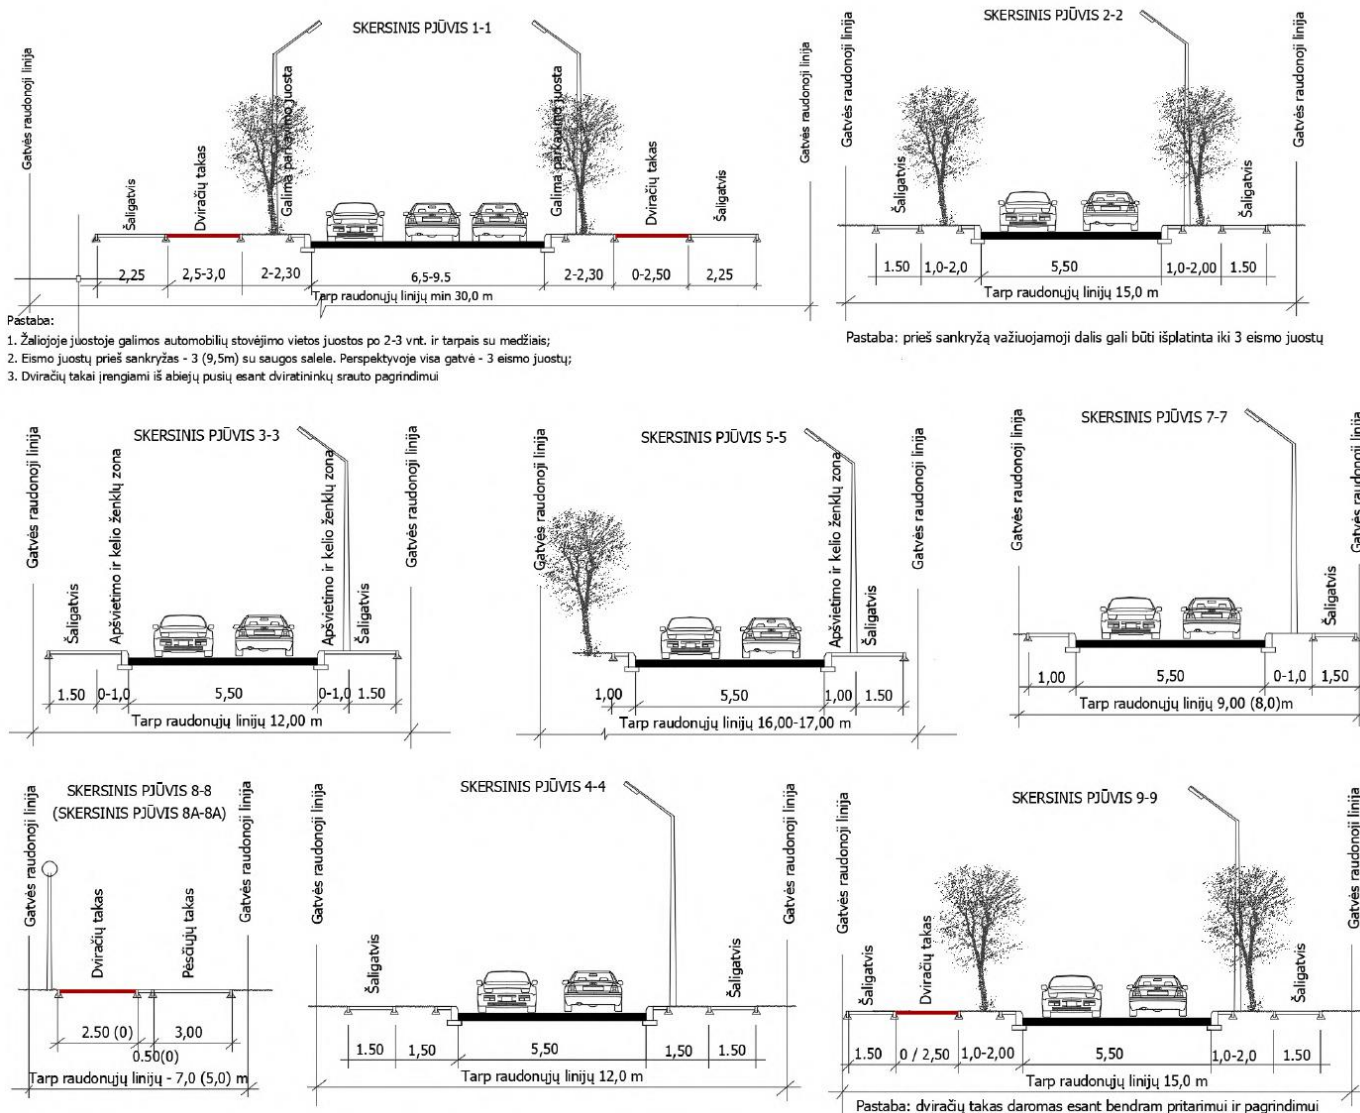 SKERSINIS PJŪVIS 1-1
Gatvės raudonoji linija
Šaligatvis
Dviračių takas
Galima parkavimo juosta
Galima parkavimo juosta
Dviračių takas
Šaligatvis
Gatvės raudonoji linija
2,25 2,5-3,0 2-2,30 6,5-9.5 2-2,30 0-2,50 2,25
Tarp raudonųjų linijų min 30,0 m
Pastaba:
1. Žaliojoje juostoje galimos automobilių stovėjimo vietos juostos po 2-3 vnt. ir tarpais su medžiais;
2. Eismo juostų prieš sankryžas - 3 (9,5m) su saugos salele. Perspektyvoje visa gatvė - 3 eismo juostų;
3. Dviračių takai įrengiami iš abiejų pusių esant dviratininkų srauto pagrindimui
SKERSINIS PJŪVIS 2-2
Gatvės raudonoji linija
Šaligatvis
Šaligatvis
Gatvės raudonoji linija
1.50 1,0-2,0 5,50 1,0-2,00 1.50
Tarp raudonųjų linijų 15,0 m
Pastaba: prieš sankryžą važiuojamoji dalis gali būti išplatinta iki 3 eismo juostų
SKERSINIS PJŪVIS 3-3
Gatvės raudonoji linija
Šaligatvis
Apšvietimo ir kelio ženklų zona
Apšvietimo ir kelio ženklų zona
Šaligatvis
Gatvės raudonoji linija
1.50 0-1,0 5,50 0-1,0 1.50
Tarp raudonųjų linijų 12,00 m
SKERSINIS PJŪVIS 5-5
Gatvės raudonoji linija
Apšvietimo ir kelio ženklų zona
Šaligatvis
Gatvės raudonoji linija
1,00 5,50 1,00 1.50
Tarp raudonųjų linijų 16,00-17,00 m
SKERSINIS PJŪVIS 7-7
Gatvės raudonoji linija
Šaligatvis
Gatvės raudonoji linija
1,00 5,50 0-1,0 1,50
Tarp raudonųjų linijų 9,00 (8,0)m
SKERSINIS PJŪVIS 8-8
(SKERSINIS PJŪVIS 8A-8A)
Gatvės raudonoji linija
Dviračių takas
Pėsčiųjų takas
Gatvės raudonoji linija
2.50 (0) 3,00
0.50(0)
Tarp raudonųjų linijų - 7,0 (5,0) m
SKERSINIS PJŪVIS 4-4
Gatvės raudonoji linija
Šaligatvis
Šaligatvis
Gatvės raudonoji linija
1.50 1,50 5,50 1,50 1.50
Tarp raudonųjų linijų 12,0 m
SKERSINIS PJŪVIS 9-9
Gatvės raudonoji linija
Šaligatvis
Dviračių takas
Šaligatvis
Gatvės raudonoji linija
1.50 0 / 2,50 1,0-2,00 5,50 1,0-2,0 1.50
Tarp raudonųjų linijų 15,0 m
Pastaba: dviračių takas daromas esant bendram pritarimui ir pagrindimui